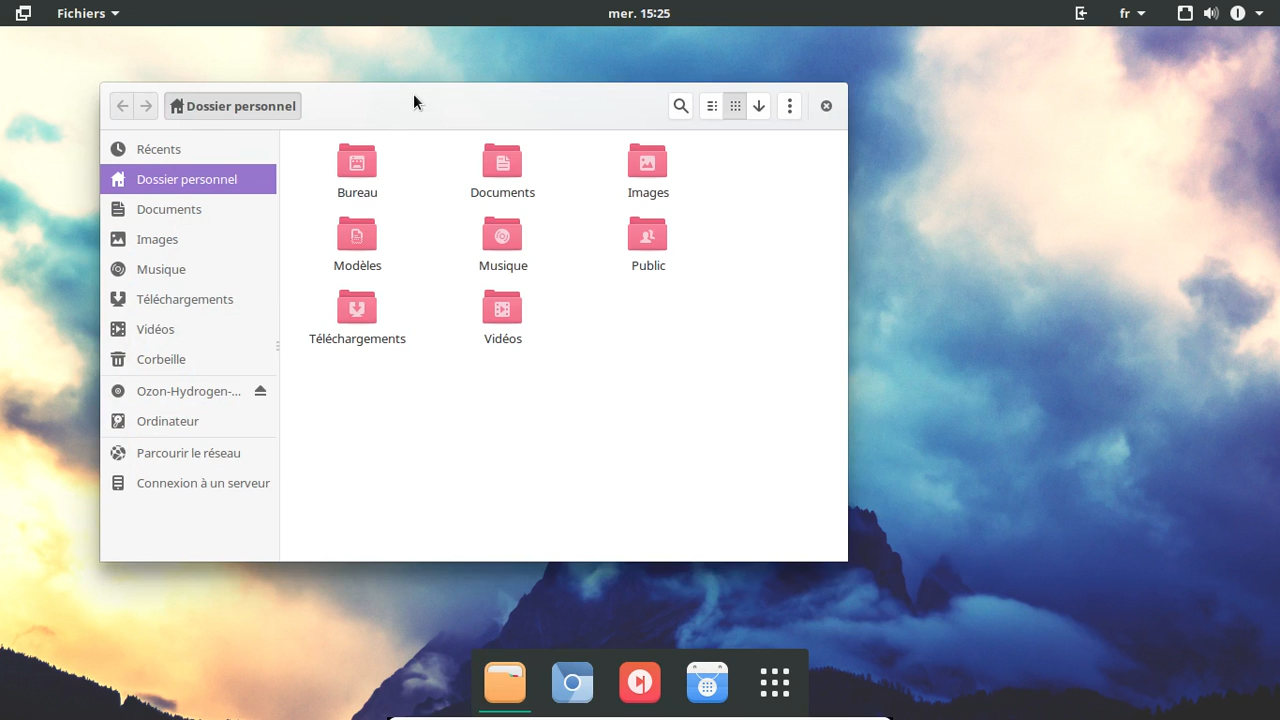 Fichiers
mer. 15:25
fr
Dossier personnel
Récents
Dossier personnel
Documents
Images
Musique
Téléchargements
Vidéos
Corbeille
Ozon-Hydrogen-...
Ordinateur
Parcourir le réseau
Connexion à un serveur
Bureau
Documents
Images
Modèles
Musique
Public
Téléchargements
Vidéos